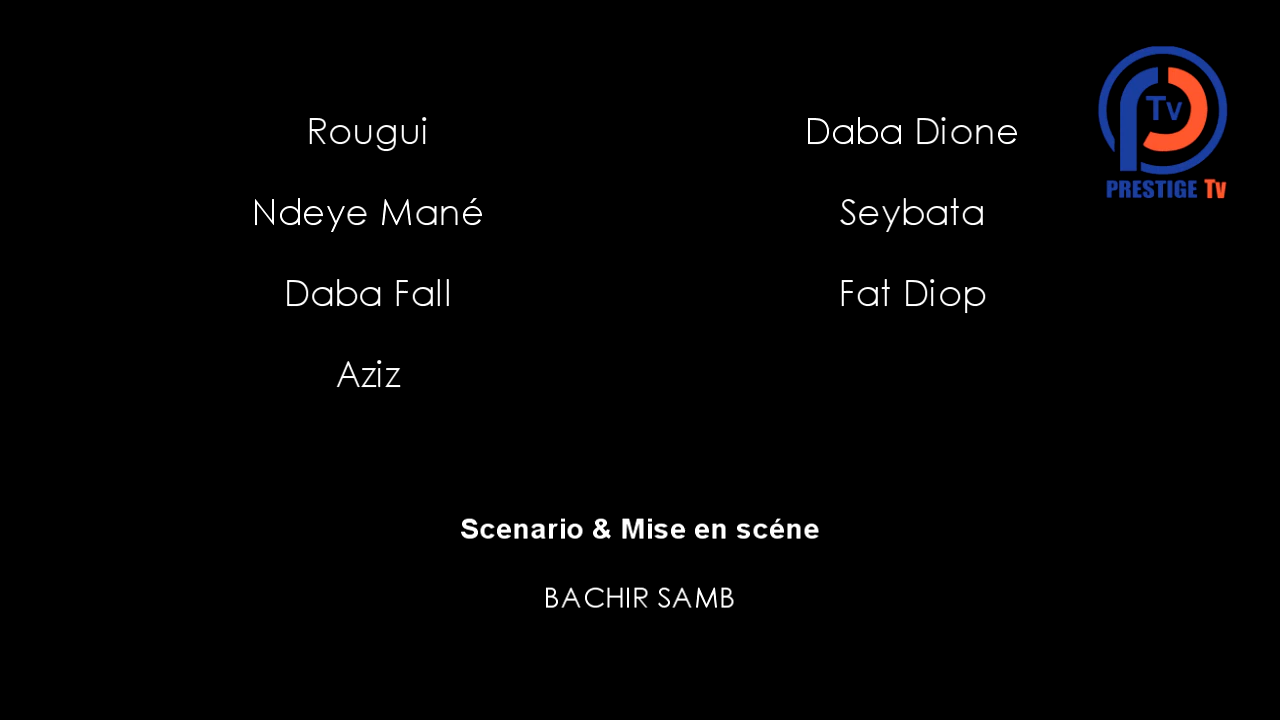 Rougui
Daba Dione
Ndeye Mané
Seybata
Daba Fall
Fat Diop
Aziz
Scenario & Mise en scéne
BACHIR SAMB
Tv
PRESTIGE Tv